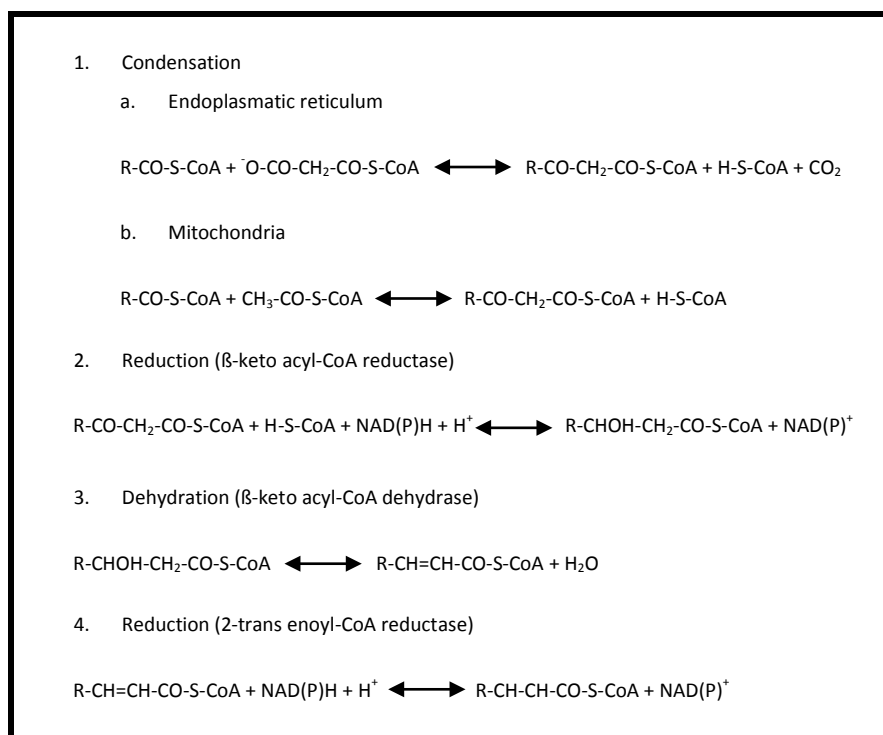 1. Condensation
a. Endoplasmatic reticulum
R-CO-S-CoA + ⁻O-CO-CH₂-CO-S-CoA ⟷ R-CO-CH₂-CO-S-CoA + H-S-CoA + CO₂
b. Mitochondria
R-CO-S-CoA + CH₃-CO-S-CoA ⟷ R-CO-CH₂-CO-S-CoA + H-S-CoA
2. Reduction (ß-keto acyl-CoA reductase)
R-CO-CH₂-CO-S-CoA + H-S-CoA + NAD(P)H + H⁺ ⟷ R-CHOH-CH₂-CO-S-CoA + NAD(P)⁺
3. Dehydration (ß-keto acyl-CoA dehydrase)
R-CHOH-CH₂-CO-S-CoA ⟷ R-CH=CH-CO-S-CoA + H₂O
4. Reduction (2-trans enoyl-CoA reductase)
R-CH=CH-CO-S-CoA + NAD(P)H + H⁺ ⟷ R-CH-CH-CO-S-CoA + NAD(P)⁺